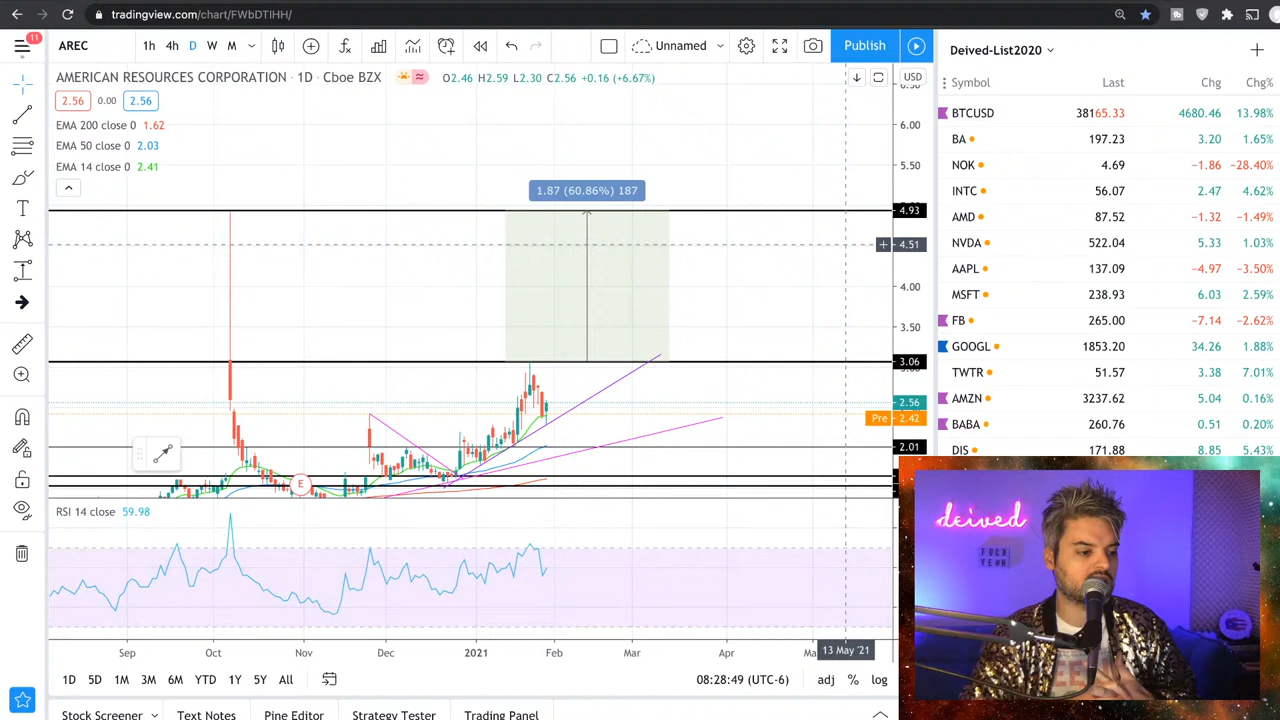 tradingview.com/chart/FWbDTIHH/
11
AREC
1h 4h D W M
Unnamed
Publish
AMERICAN RESOURCES CORPORATION · 1D · Cboe BZX
O2.46 H2.59 L2.30 C2.56 +0.16 (+6.67%)
USD
2.56 0.00 2.56
EMA 200 close 0 1.62
EMA 50 close 0 2.03
EMA 14 close 0 2.41
1.87 (60.86%) 187
6.00
5.50
4.93
4.51
4.00
3.50
3.06
2.56
Pre 2.42
2.01
E
RSI 14 close 59.98
Sep Oct Nov Dec 2021 Feb Mar Apr 13 May '21
1D 5D 1M 3M 6M YTD 1Y 5Y All
08:28:49 (UTC-6)
adj % log
Stock Screener Text Notes Pine Editor Strategy Tester Trading Panel
Deived-List2020
Symbol Last Chg Chg%
BTCUSD 38165.33 4680.46 13.98%
BA 197.23 3.20 1.65%
NOK 4.69 −1.86 −28.40%
INTC 56.07 2.47 4.62%
AMD 87.52 −1.32 −1.49%
NVDA 522.04 5.33 1.03%
AAPL 137.09 −4.97 −3.50%
MSFT 238.93 6.03 2.59%
FB 265.00 −7.14 −2.62%
GOOGL 1853.20 34.26 1.88%
TWTR 51.57 3.38 7.01%
AMZN 3237.62 5.04 0.16%
BABA 260.76 0.51 0.20%
DIS 171.88 8.85 5.43%
deived
FUCK
YEAH